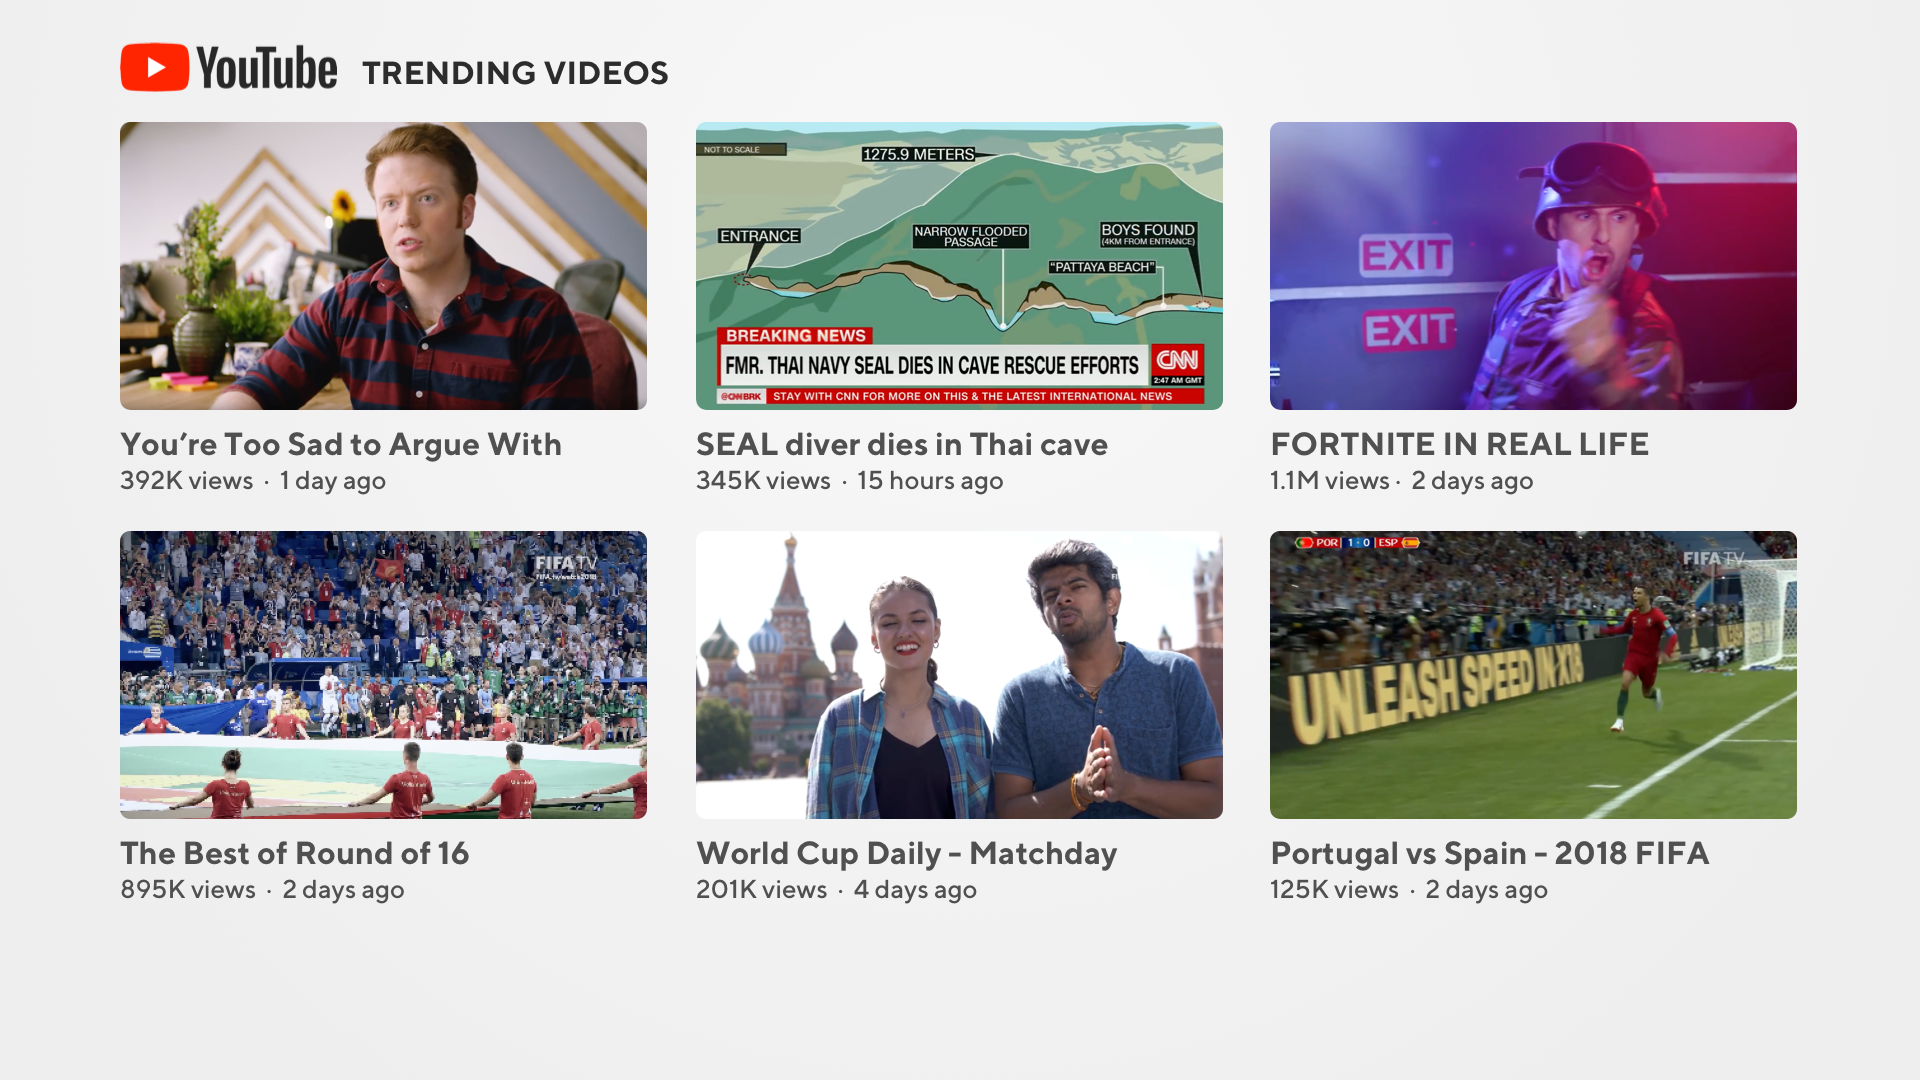 YouTube TRENDING VIDEOS
NOT TO SCALE
1275.9 METERS
ENTRANCE
NARROW FLOODED
PASSAGE
BOYS FOUND
(4KM FROM ENTRANCE)
"PATTAYA BEACH"
BREAKING NEWS
FMR. THAI NAVY SEAL DIES IN CAVE RESCUE EFFORTS
CNN
2:47 AM GMT
@CNNBRK STAY WITH CNN FOR MORE ON THIS & THE LATEST INTERNATIONAL NEWS
EXIT
EXIT
You’re Too Sad to Argue With
392K views · 1 day ago
SEAL diver dies in Thai cave
345K views · 15 hours ago
FORTNITE IN REAL LIFE
1.1M views · 2 days ago
FIFA TV
FIFA.tv/watch2018
FI
POR 1-0 ESP
FIFA TV
UNLEASH SPEED IN X18
The Best of Round of 16
895K views · 2 days ago
World Cup Daily – Matchday
201K views · 4 days ago
Portugal vs Spain – 2018 FIFA
125K views · 2 days ago